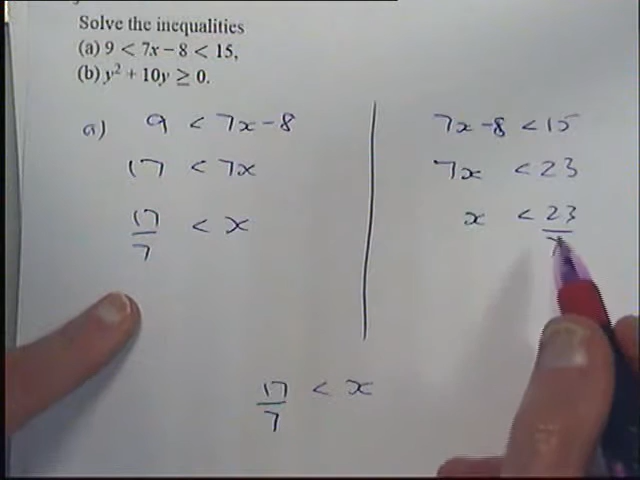 Solve the inequalities
(a) 9 < 7x − 8 < 15,
(b) y² + 10y ≥ 0.
a) 9 < 7x - 8
17 < 7x
17/7 < x
7x - 8 < 15
7x < 23
x < 23/7
17/7 < x